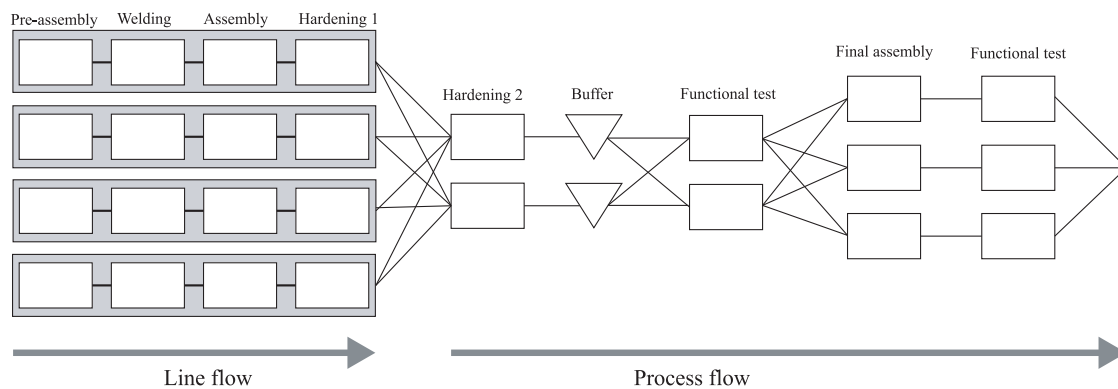 Pre-assembly Welding Assembly Hardening 1
Hardening 2 Buffer Functional test
Final assembly Functional test
Line flow Process flow